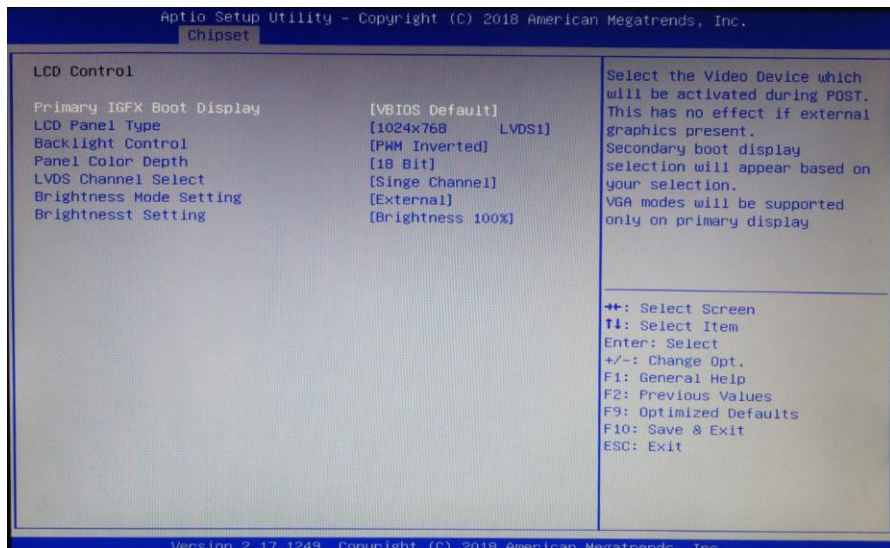 Aptio Setup Utility – Copyright (C) 2018 American Megatrends, Inc.
Chipset
LCD Control
Primary IGFX Boot Display [VBIOS Default]
LCD Panel Type [1024x768 LVDS1]
Backlight Control [PWM Inverted]
Panel Color Depth [18 Bit]
LVDS Channel Select [Singe Channel]
Brightness Mode Setting [External]
Brightnesst Setting [Brightness 100%]
Select the Video Device which
will be activated during POST.
This has no effect if external
graphics present.
Secondary boot display
selection will appear based on
your selection.
VGA modes will be supported
only on primary display
→←: Select Screen
↑↓: Select Item
Enter: Select
+/-: Change Opt.
F1: General Help
F2: Previous Values
F9: Optimized Defaults
F10: Save & Exit
ESC: Exit
Version 2.17.1249. Copyright (C) 2018 American Megatrends, Inc.